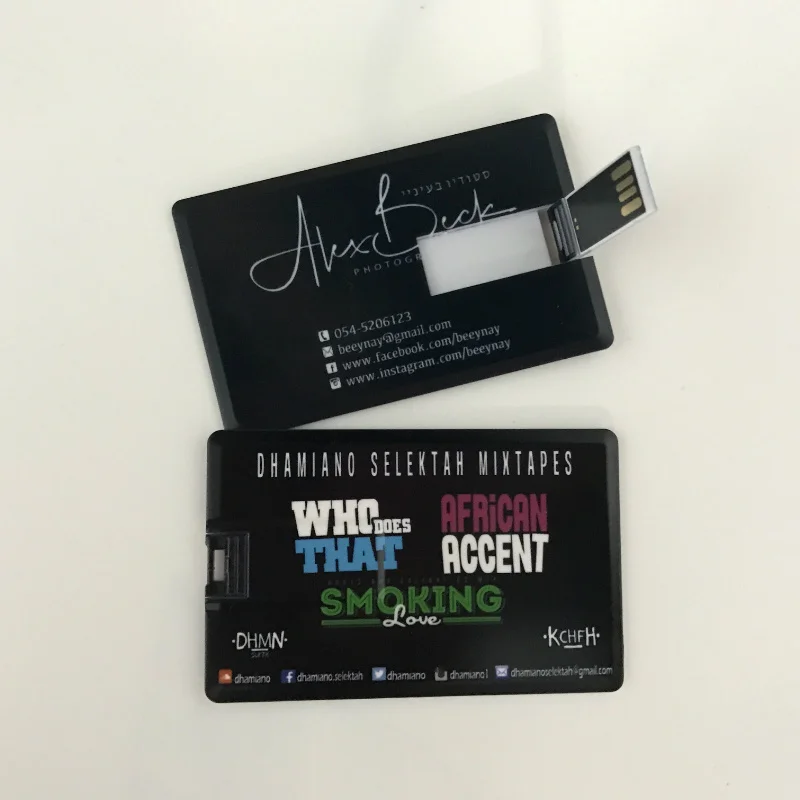 סטודיו בעיניי
Alex Beck
054-5206123
beeynay@gmail.com
www.facebook.com/beeynay
www.instagram.com/beeynay
DHAMIANO SELEKTAH MIXTAPES
WHO DOES
THAT
AFRiCAN
ACCENT
SMOKING
Love
·DHMN·
·KCHFH·
dhamiano
dhamiano.selektah
dhamiano
dhamiano1
dhamianoselektah@gmail.com